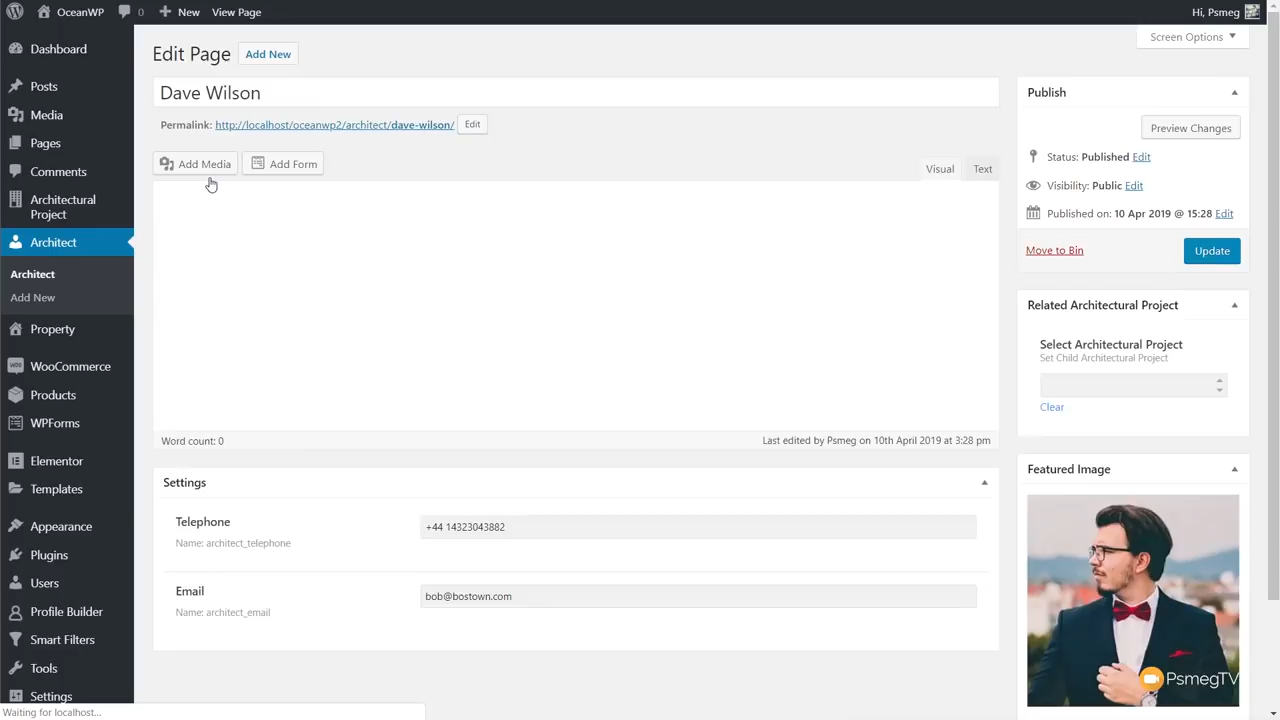 OceanWP
0
New
View Page
Hi, Psmeg
Screen Options
Dashboard
Posts
Media
Pages
Comments
Architectural
Project
Architect
Architect
Add New
Property
WooCommerce
Products
WPForms
Elementor
Templates
Appearance
Plugins
Users
Profile Builder
Smart Filters
Tools
Settings
Waiting for localhost...
Edit Page
Add New
Dave Wilson
Permalink: http://localhost/oceanwp2/architect/dave-wilson/ Edit
Add Media
Add Form
Visual
Text
Word count: 0
Last edited by Psmeg on 10th April 2019 at 3:28 pm
Settings
Telephone
Name: architect_telephone
+44 14323043882
Email
Name: architect_email
bob@bostown.com
Publish
Preview Changes
Status: Published Edit
Visibility: Public Edit
Published on: 10 Apr 2019 @ 15:28 Edit
Move to Bin
Update
Related Architectural Project
Select Architectural Project
Set Child Architectural Project
Clear
Featured Image
PsmegTV